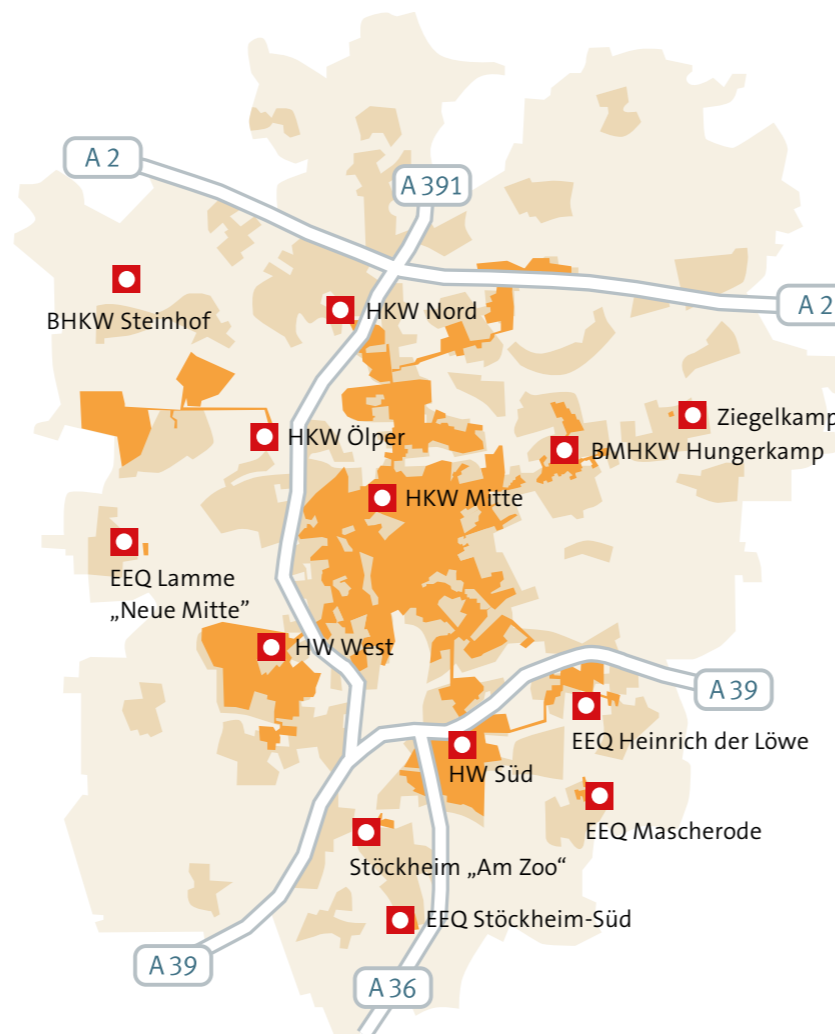 A 2
A 391
BHKW Steinhof
HKW Nord
A 2
Ziegelkamp
HKW Ölper
BMHKW Hungerkamp
HKW Mitte
EEQ Lamme
„Neue Mitte”
HW West
A 39
EEQ Heinrich der Löwe
HW Süd
EEQ Mascherode
Stöckheim „Am Zoo“
EEQ Stöckheim-Süd
A 39
A 36